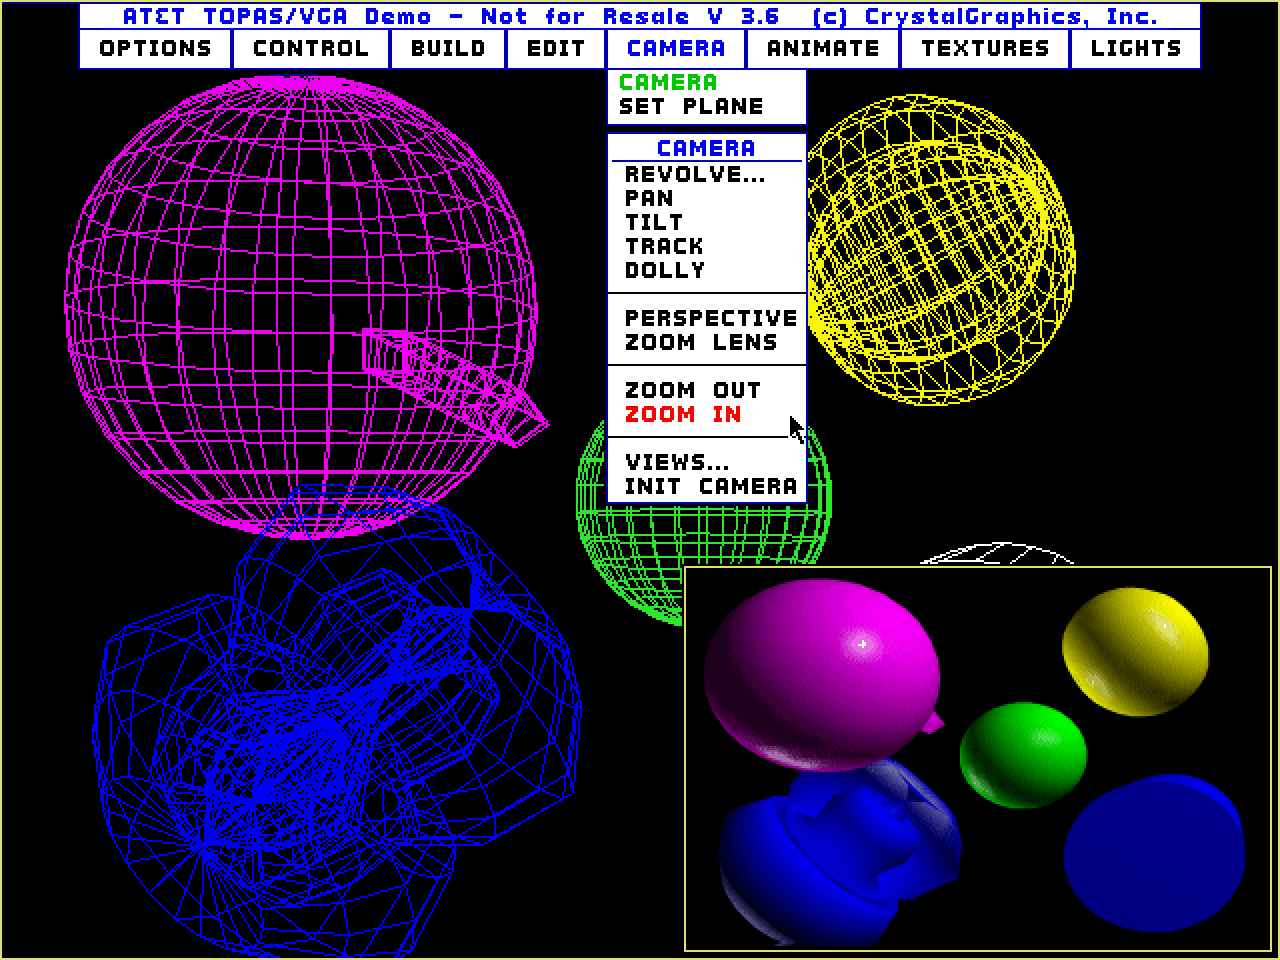 AT&T TOPAS/VGA Demo - Not for Resale V 3.6 (c) CrystalGraphics, Inc.
OPTIONS CONTROL BUILD EDIT CAMERA ANIMATE TEXTURES LIGHTS
CAMERA
SET PLANE
CAMERA
REVOLVE...
PAN
TILT
TRACK
DOLLY
PERSPECTIVE
ZOOM LENS
ZOOM OUT
ZOOM IN
VIEWS...
INIT CAMERA